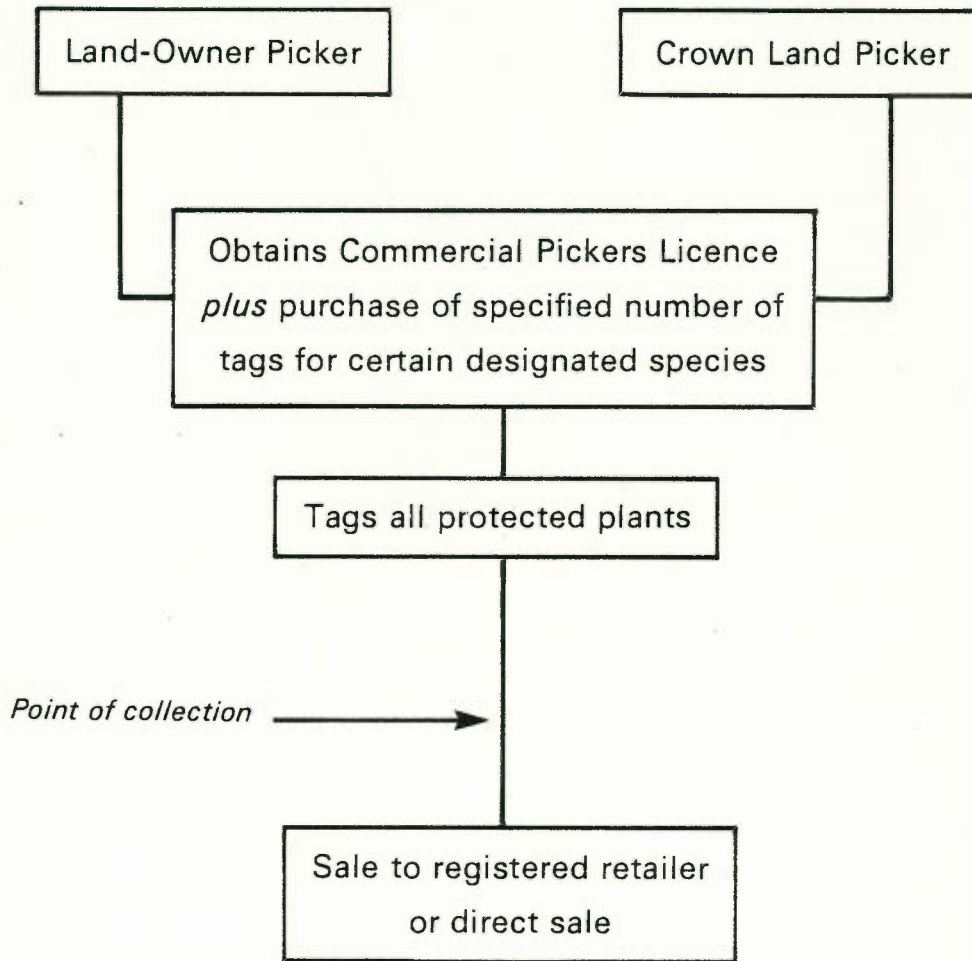 Land-Owner Picker
Crown Land Picker
Obtains Commercial Pickers Licence
plus purchase of specified number of
tags for certain designated species
Tags all protected plants
Point of collection
Sale to registered retailer
or direct sale